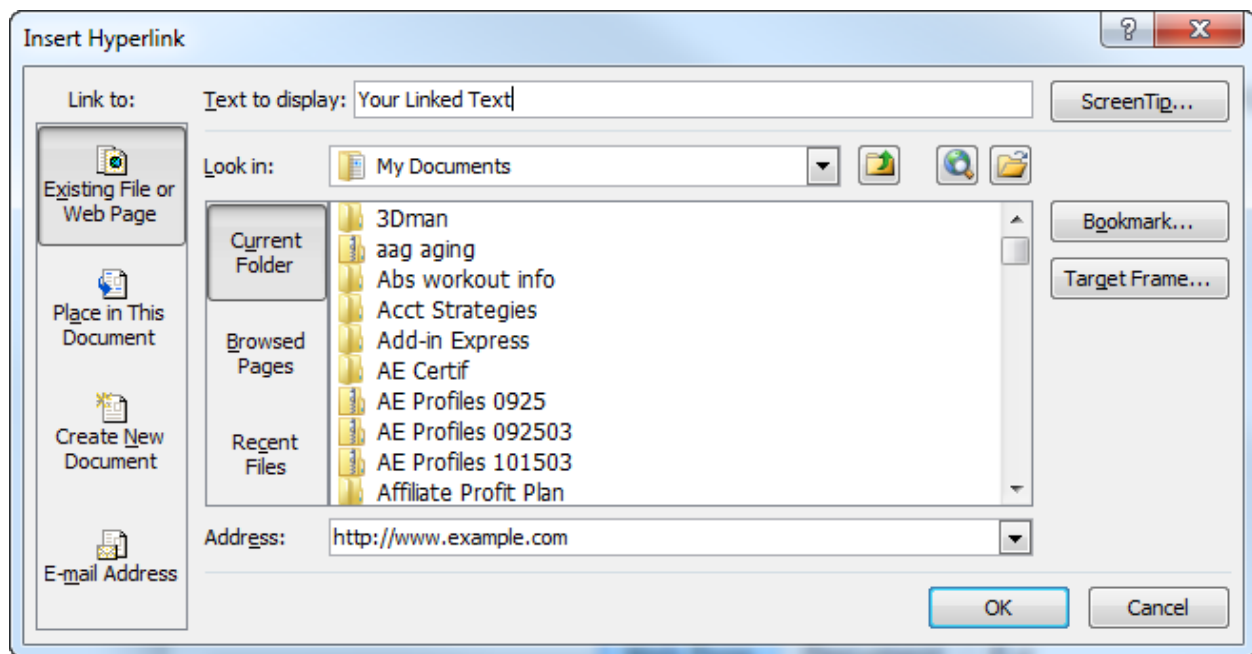 Insert Hyperlink
Link to:
Text to display: Your Linked Text
ScreenTip...
Existing File or
Web Page
Look in: My Documents
Current
Folder
Browsed
Pages
Recent
Files
3Dman
aag aging
Abs workout info
Acct Strategies
Add-in Express
AE Certif
AE Profiles 0925
AE Profiles 092503
AE Profiles 101503
Affiliate Profit Plan
Bookmark...
Target Frame...
Place in This
Document
Create New
Document
E-mail Address
Address: http://www.example.com
OK
Cancel